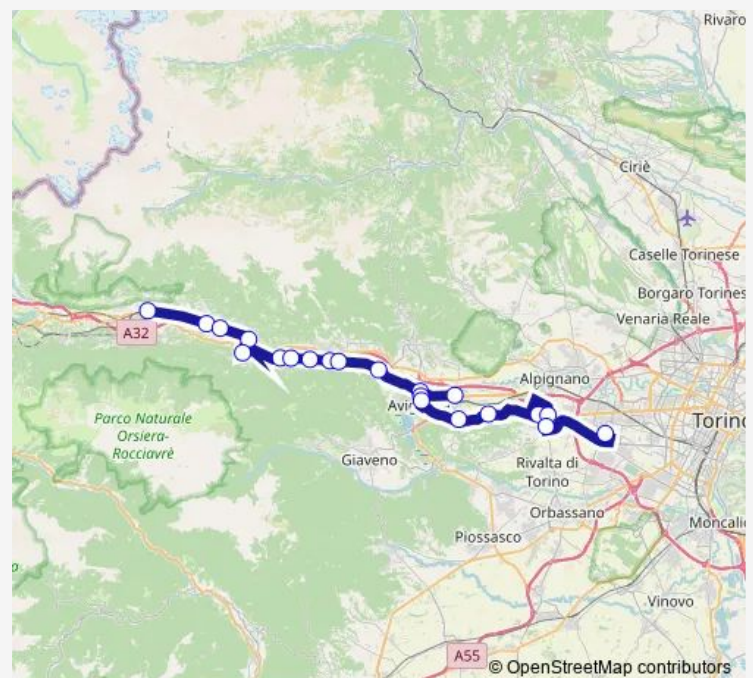 Rivaro
Ciriè
Caselle Torinese
Borgaro Torines
Venaria Reale
A32
Alpignano
Avi
Torino
Parco Naturale
Orsiera-
Rocciavrè
Giaveno
Rivalta di
Torino
Orbassano
Moncali
Piossasco
Vinovo
A55
© OpenStreetMap contributors